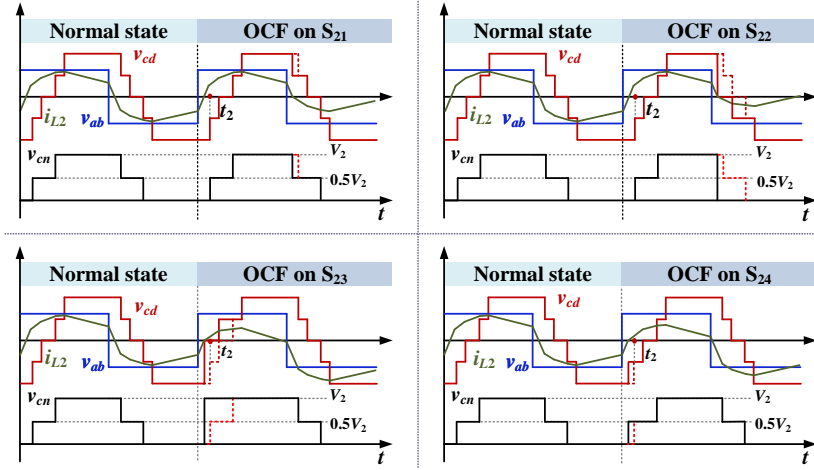 Normal state OCF on S21
vcd
iL2 vab t2
vcn V2
0.5V2
t
Normal state OCF on S22
vcd
iL2 vab t2
vcn V2
0.5V2
t
Normal state OCF on S23
vcd
iL2 vab t2
vcn V2
0.5V2
t
Normal state OCF on S24
vcd
iL2 vab t2
vcn V2
0.5V2
t